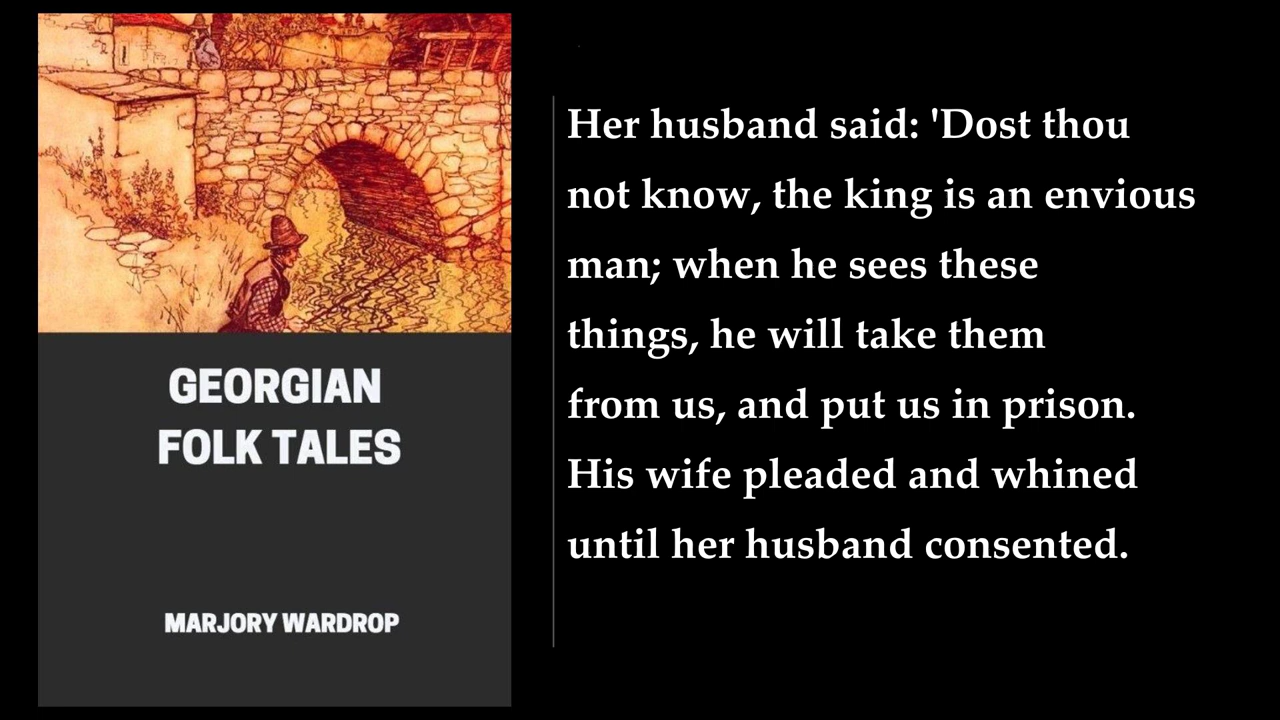 GEORGIAN
FOLK TALES
MARJORY WARDROP
Her husband said: 'Dost thou
not know, the king is an envious
man; when he sees these
things, he will take them
from us, and put us in prison.
His wife pleaded and whined
until her husband consented.